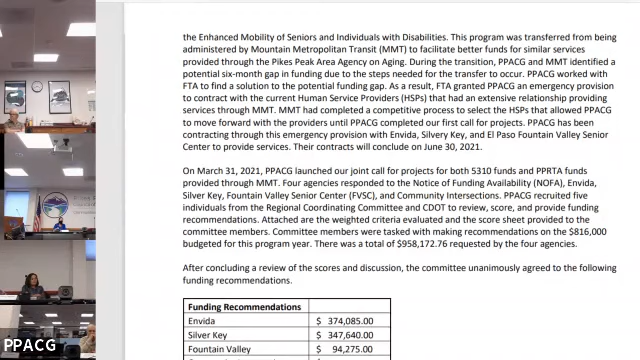 the Enhanced Mobility of Seniors and Individuals with Disabilities. This program was transferred from being
administered by Mountain Metropolitan Transit (MMT) to facilitate better funds for similar services
provided through the Pikes Peak Area Agency on Aging. During the transition, PPACG and MMT identified a
potential six-month gap in funding due to the steps needed for the transfer to occur. PPACG worked with
FTA to find a solution to the potential funding gap. As a result, FTA granted PPACG an emergency provision
to contract with the current Human Service Providers (HSPs) that had an extensive relationship providing
services through MMT. MMT had completed a competitive process to select the HSPs that allowed PPACG
to move forward with the providers until PPACG completed our first call for projects. PPACG has been
contracting through this emergency provision with Envida, Silvery Key, and El Paso Fountain Valley Senior
Center to provide services. Their contracts will conclude on June 30, 2021.
On March 31, 2021, PPACG launched our joint call for projects for both 5310 funds and PPRTA funds
provided through MMT. Four agencies responded to the Notice of Funding Availability (NOFA), Envida,
Silver Key, Fountain Valley Senior Center (FVSC), and Community Intersections. PPACG recruited five
individuals from the Regional Coordinating Committee and CDOT to review, score, and provide funding
recommendations. Attached are the weighted criteria evaluated and the score sheet provided to the
committee members. Committee members were tasked with making recommendations on the $816,000
budgeted for this program year. There was a total of $958,172.76 requested by the four agencies.
After concluding a review of the scores and discussion, the committee unanimously agreed to the following
funding recommendations.
Funding Recommendations
Envida $ 374,085.00
Silver Key $ 347,640.00
Fountain Valley $ 94,275.00
PPACG